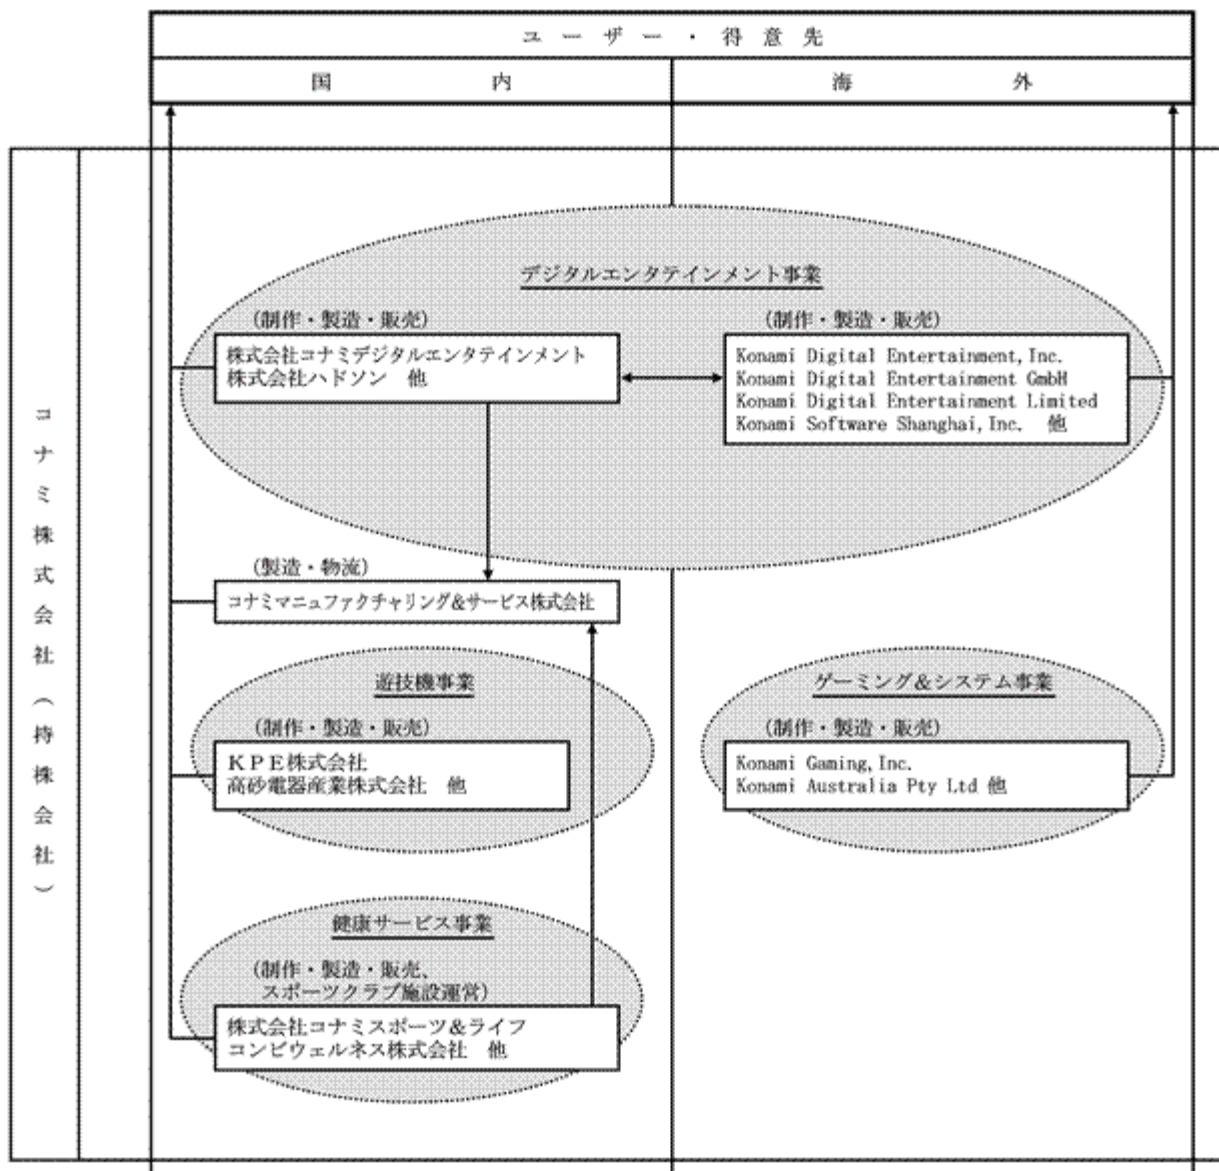 ユーザー・得意先
国内
海外
コナミ株式会社(持株会社)
デジタルエンタテインメント事業
(制作・製造・販売)
株式会社コナミデジタルエンタテインメント
株式会社ハドソン 他
(制作・製造・販売)
Konami Digital Entertainment, Inc.
Konami Digital Entertainment GmbH
Konami Digital Entertainment Limited
Konami Software Shanghai, Inc. 他
(製造・物流)
コナミマニュファクチャリング&サービス株式会社
遊技機事業
(制作・製造・販売)
KPE株式会社
高砂電器産業株式会社 他
ゲーミング&システム事業
(制作・製造・販売)
Konami Gaming, Inc.
Konami Australia Pty Ltd 他
健康サービス事業
(制作・製造・販売、
スポーツクラブ施設運営)
株式会社コナミスポーツ&ライフ
コンビウェルネス株式会社 他